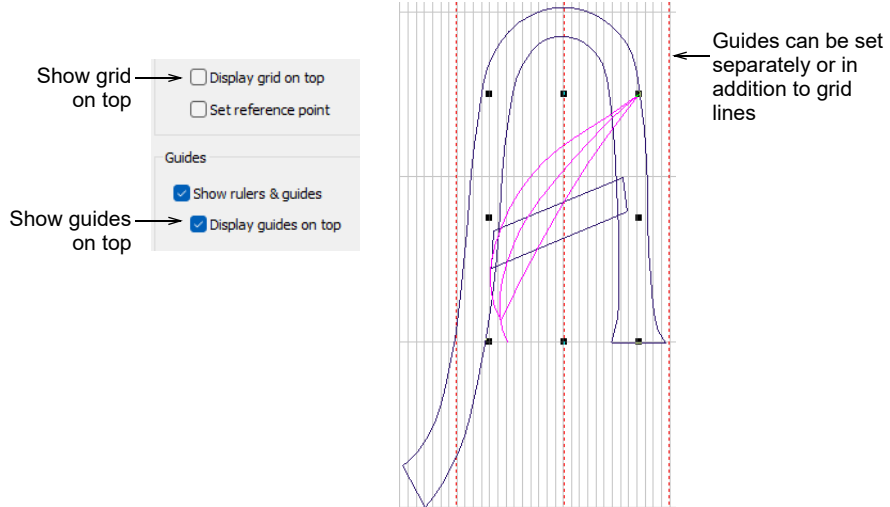 Show grid
on top
Display grid on top
Set reference point
Guides
Show rulers & guides
Show guides
on top
Display guides on top
Guides can be set
separately or in
addition to grid
lines